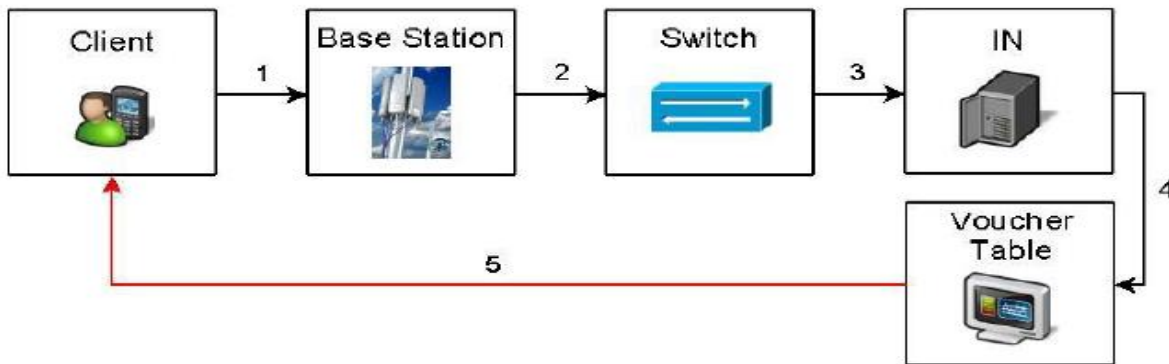 Client
1
Base Station
2
Switch
3
IN
4
Voucher
Table
5